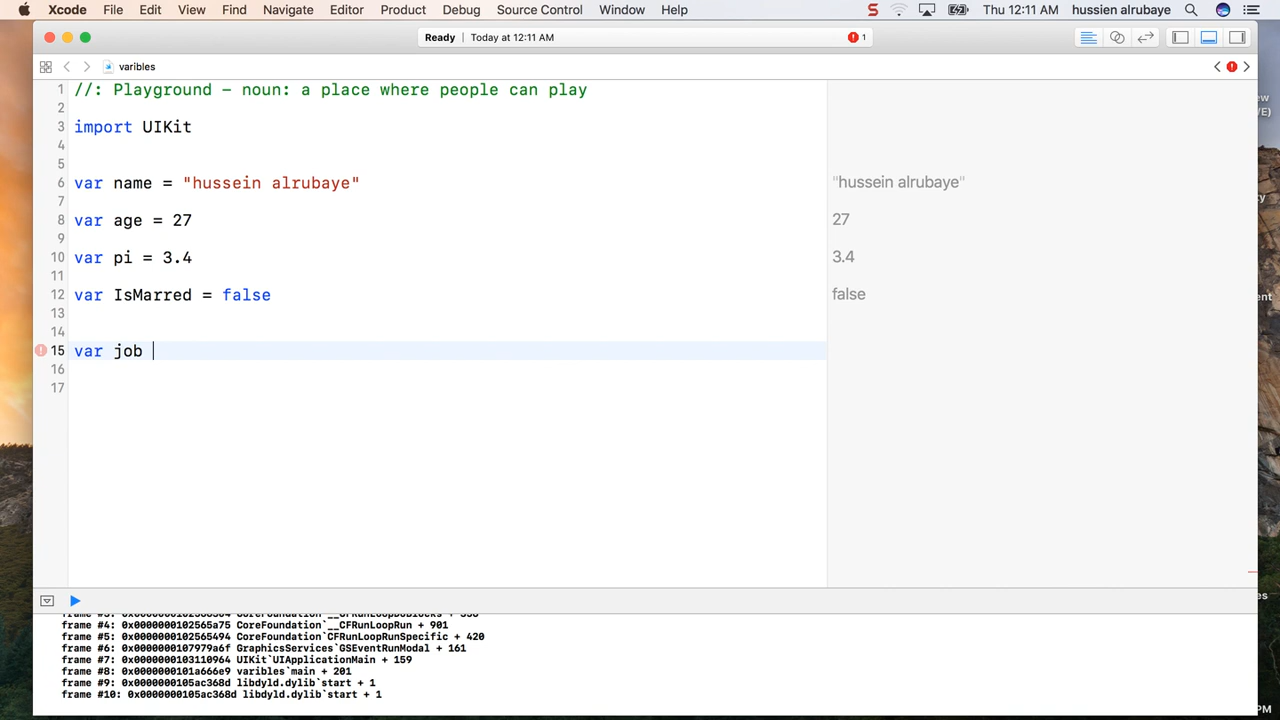 Xcode File Edit View Find Navigate Editor Product Debug Source Control Window Help Thu 12:11 AM hussien alrubaye
Ready | Today at 12:11 AM 1
varibles
1 //: Playground – noun: a place where people can play
2
3 import UIKit
4
5
6 var name = "hussein alrubaye" "hussein alrubaye"
7
8 var age = 27 27
9
10 var pi = 3.4 3.4
11
12 var IsMarred = false false
13
14
15 var job
16
17
frame #4: 0x0000000102565a75 CoreFoundation`__CFRunLoopRun + 901
frame #5: 0x0000000102565494 CoreFoundation`CFRunLoopRunSpecific + 420
frame #6: 0x0000000107979a6f GraphicsServices`GSEventRunModal + 161
frame #7: 0x0000000103110964 UIKit`UIApplicationMain + 159
frame #8: 0x0000000101a666e9 varibles`main + 201
frame #9: 0x0000000105ac368d libdyld.dylib`start + 1
frame #10: 0x0000000105ac368d libdyld.dylib`start + 1